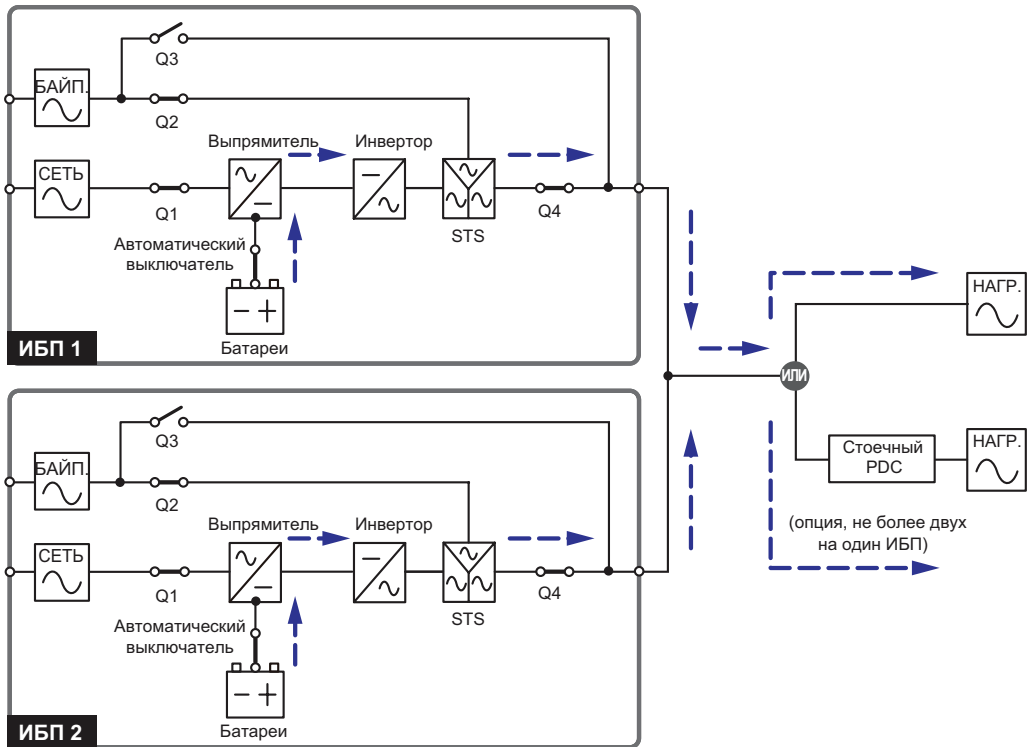 Q3
БАЙП.
Q2
Выпрямитель
Инвертор
СЕТЬ
Q1
STS
Q4
Автоматический
выключатель
Батареи
ИБП 1
НАГР.
ИЛИ
Стоечный
PDC
НАГР.
(опция, не более двух
на один ИБП)
Q3
БАЙП.
Q2
Выпрямитель
Инвертор
СЕТЬ
Q1
STS
Q4
Автоматический
выключатель
Батареи
ИБП 2